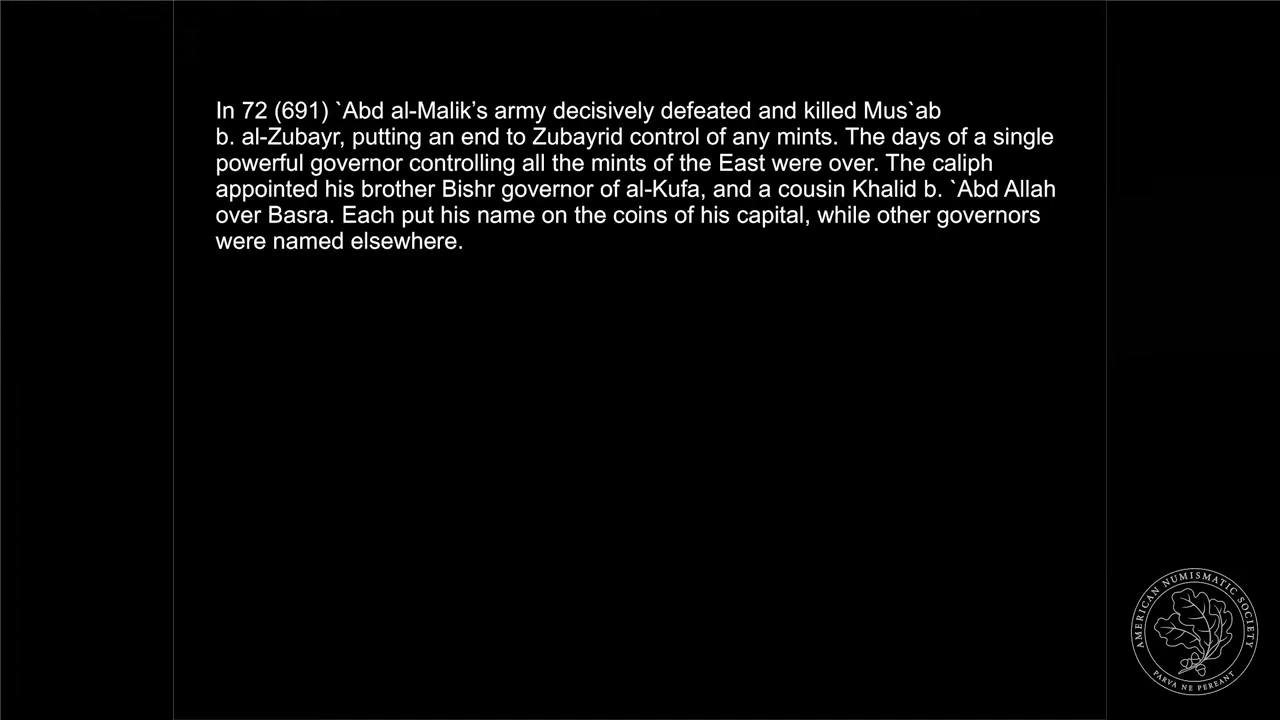 In 72 (691) `Abd al-Malik’s army decisively defeated and killed Mus`ab
b. al-Zubayr, putting an end to Zubayrid control of any mints. The days of a single
powerful governor controlling all the mints of the East were over. The caliph
appointed his brother Bishr governor of al-Kufa, and a cousin Khalid b. `Abd Allah
over Basra. Each put his name on the coins of his capital, while other governors
were named elsewhere.
AMERICAN NUMISMATIC SOCIETY
PARVA NE PEREANT